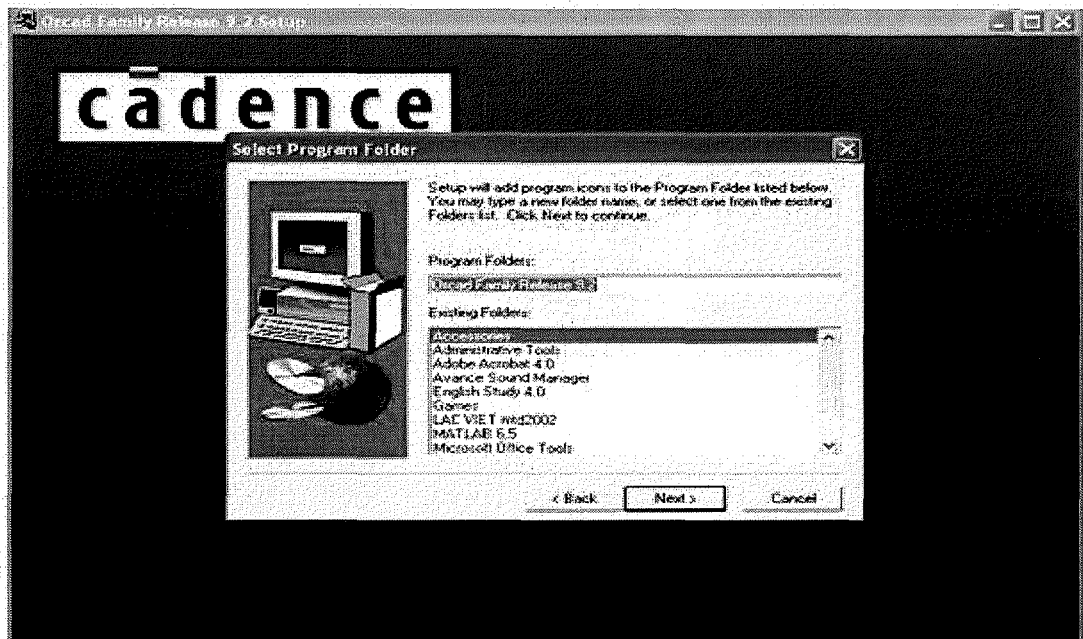 Orcad Family Release 9.2 Setup
cādence
Select Program Folder
Setup will add program icons to the Program Folder listed below.
You may type a new folder name, or select one from the existing
Folders list. Click Next to continue.
Program Folders:
Orcad Family Release 9.2
Existing Folders:
Accessories
Administrative Tools
Adobe Acrobat 4.0
Avance Sound Manager
English Study 4.0
Games
LAC VIET mtd2002
MATLAB 6.5
Microsoft Office Tools
< Back
Next >
Cancel